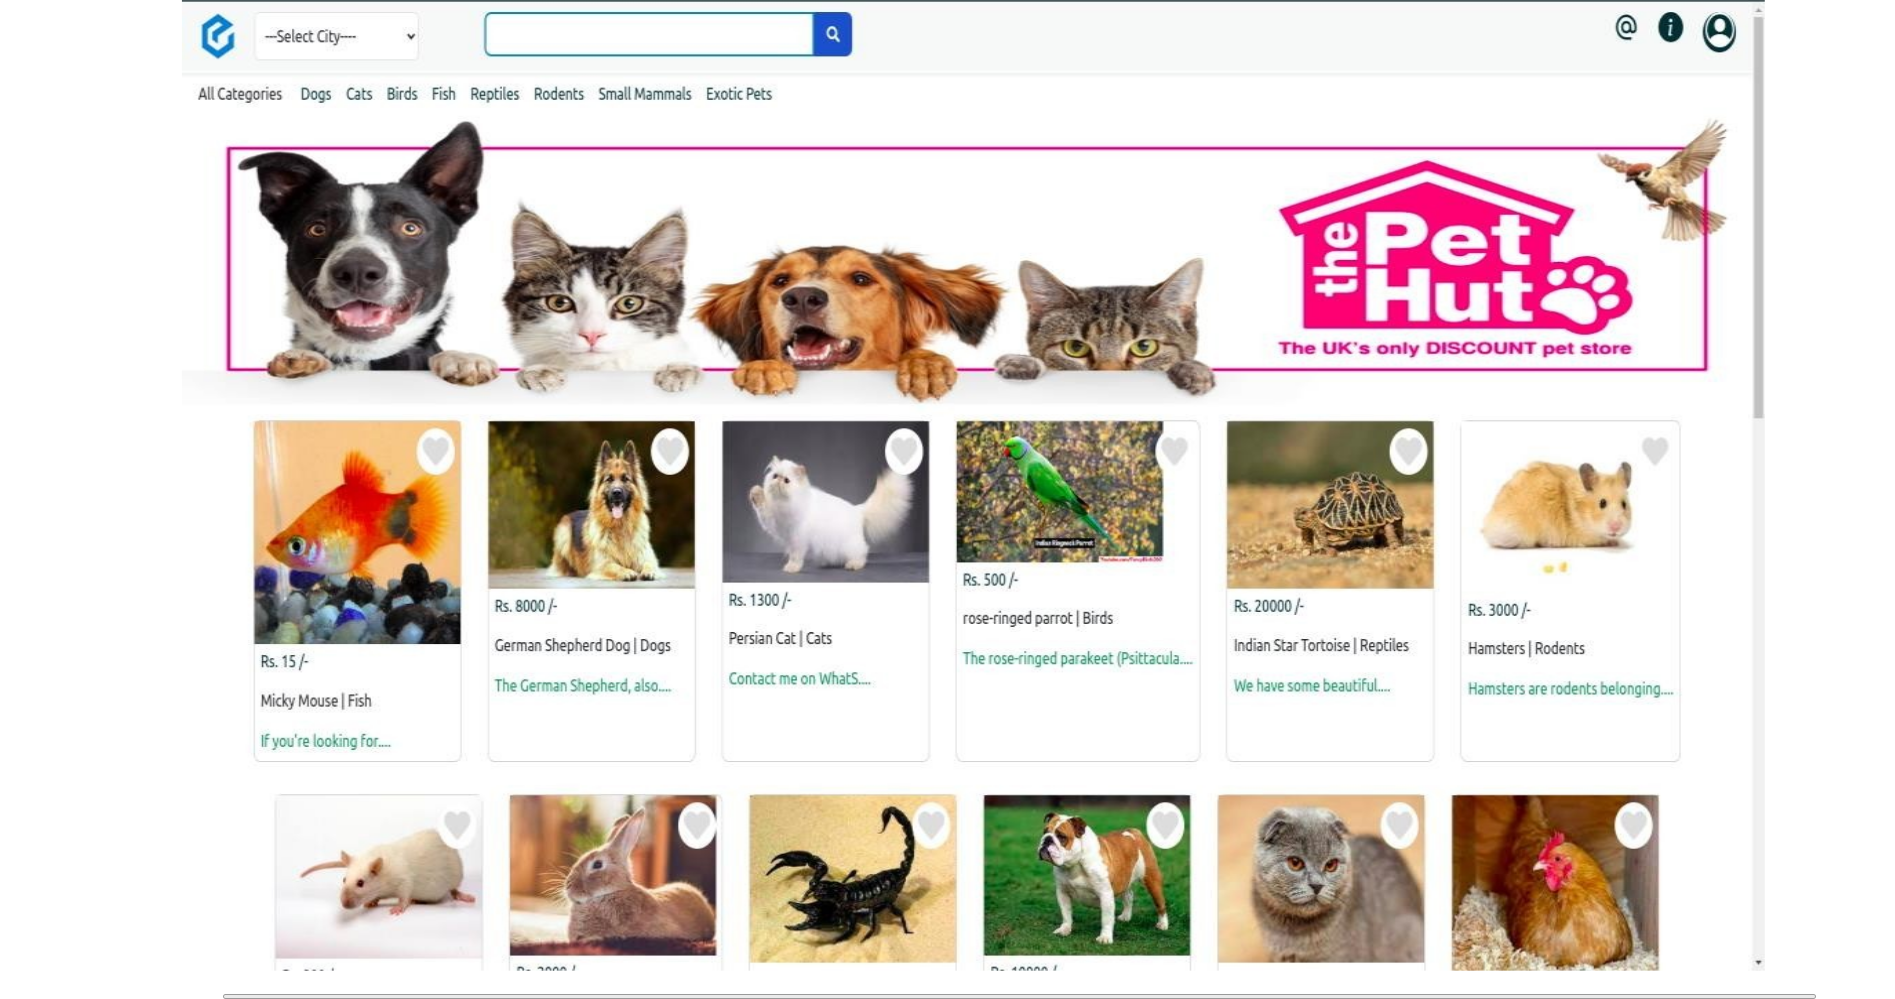 ---Select City----
@
i
All Categories Dogs Cats Birds Fish Reptiles Rodents Small Mammals Exotic Pets
the Pet Hut
The UK's only DISCOUNT pet store
Indian Ringneck Parrot
Rs. 15 /-
Micky Mouse | Fish
If you're looking for....
Rs. 8000 /-
German Shepherd Dog | Dogs
The German Shepherd, also....
Rs. 1300 /-
Persian Cat | Cats
Contact me on WhatS....
Rs. 500 /-
rose-ringed parrot | Birds
The rose-ringed parakeet (Psittacula....
Rs. 20000 /-
Indian Star Tortoise | Reptiles
We have some beautiful....
Rs. 3000 /-
Hamsters | Rodents
Hamsters are rodents belonging....